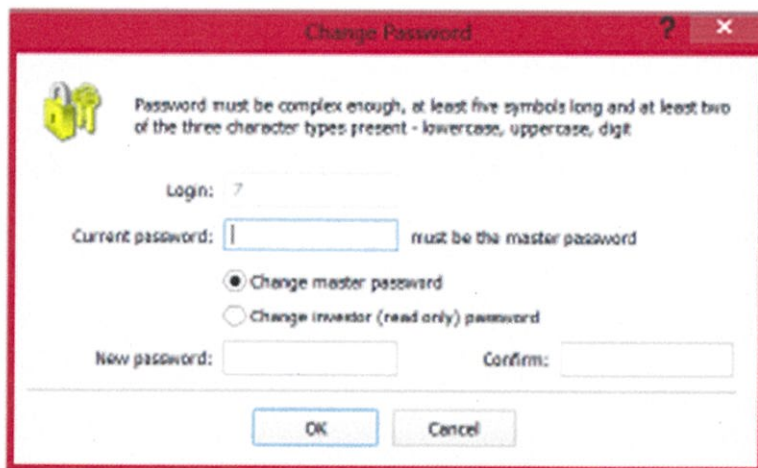 Change Password
?
×
Password must be complex enough, at least five symbols long and at least two
of the three character types present - lowercase, uppercase, digit
Login: 7
Current password: must be the master password
Change master password
Change investor (read only) password
New password: Confirm:
OK Cancel